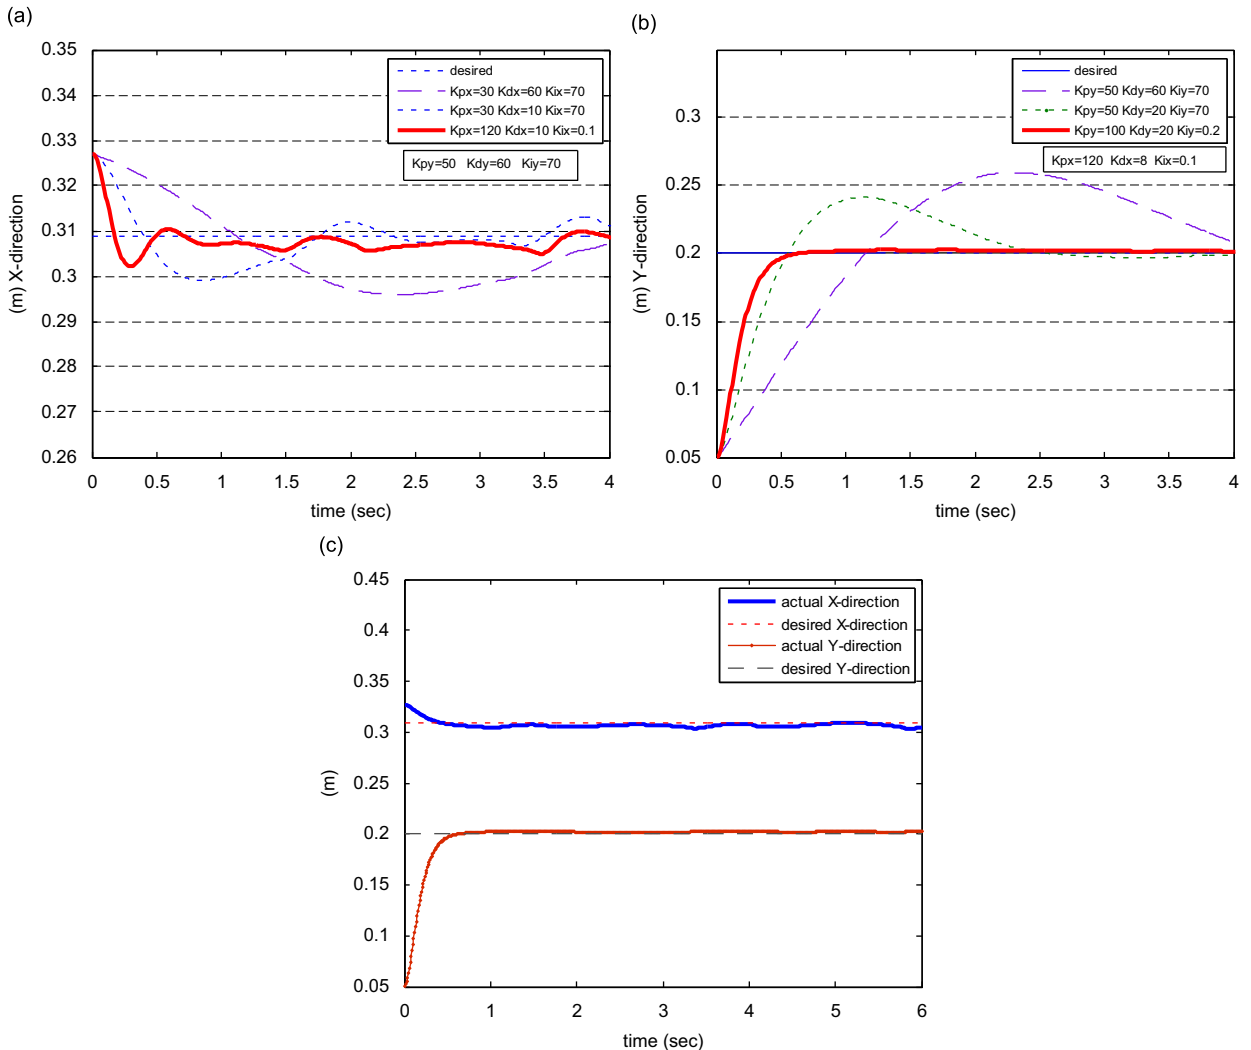 (a)
0.35
0.34
0.33
0.32
0.31
0.3
0.29
0.28
0.27
0.26
(m) X-direction
desired
Kpx=30 Kdx=60 Kix=70
Kpx=30 Kdx=10 Kix=70
Kpx=120 Kdx=10 Kix=0.1
Kpy=50 Kdy=60 Kiy=70
0 0.5 1 1.5 2 2.5 3 3.5 4
time (sec)
(b)
0.3
0.25
0.2
0.15
0.1
0.05
(m) Y-direction
desired
Kpy=50 Kdy=60 Kiy=70
Kpy=50 Kdy=20 Kiy=70
Kpy=100 Kdy=20 Kiy=0.2
Kpx=120 Kdx=8 Kix=0.1
0 0.5 1 1.5 2 2.5 3 3.5 4
time (sec)
(c)
0.45
0.4
0.35
0.3
0.25
0.2
0.15
0.1
0.05
(m)
actual X-direction
desired X-direction
actual Y-direction
desired Y-direction
0 1 2 3 4 5 6
time (sec)